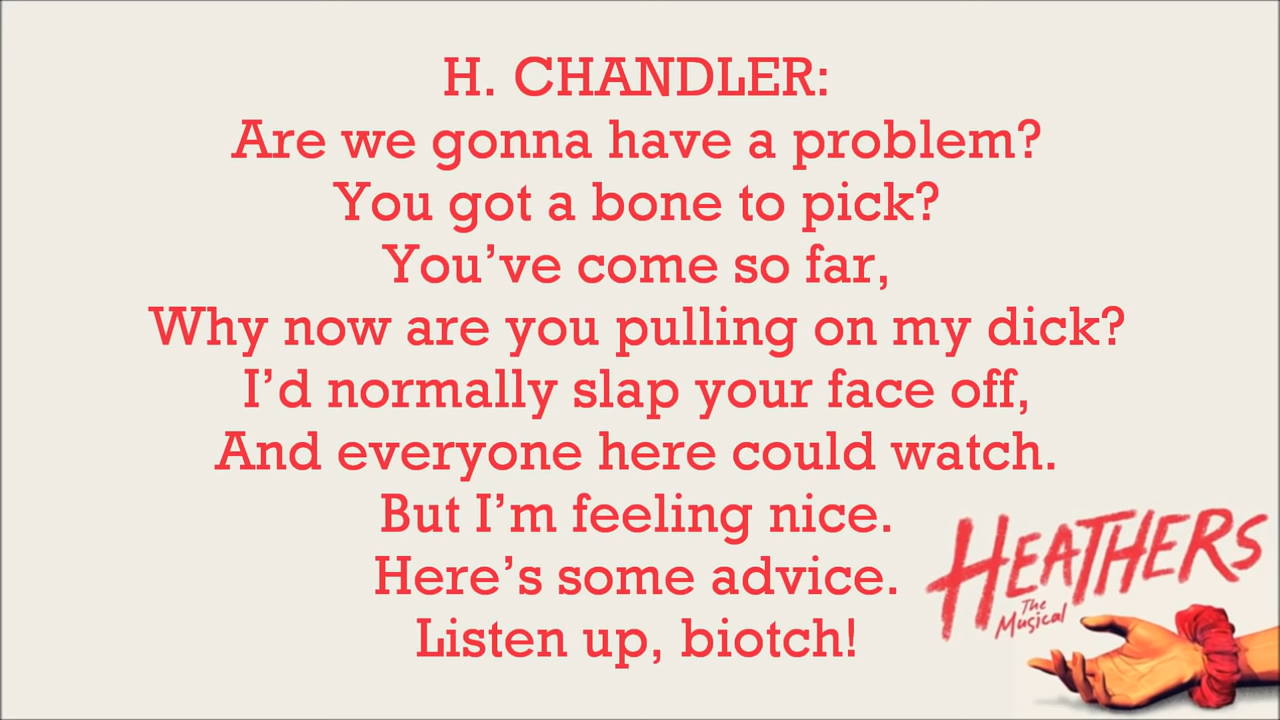 H. CHANDLER:
Are we gonna have a problem?
You got a bone to pick?
You’ve come so far,
Why now are you pulling on my dick?
I’d normally slap your face off,
And everyone here could watch.
But I’m feeling nice.
Here’s some advice.
Listen up, biotch!
HEATHERS
The
Musical